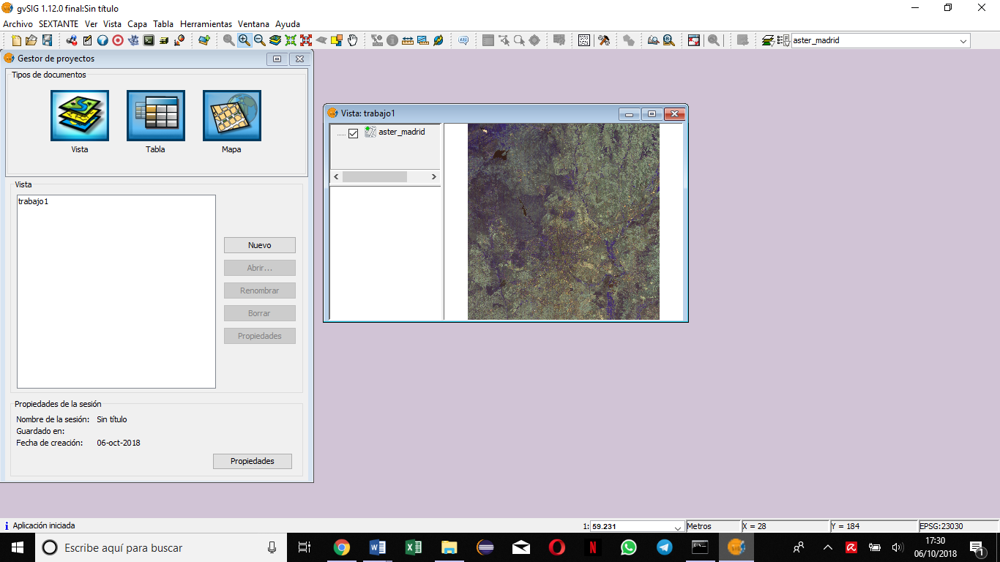 gvSIG 1.12.0 final:Sin título
Archivo SEXTANTE Ver Vista Capa Tabla Herramientas Ventana Ayuda
aster_madrid
Gestor de proyectos
Tipos de documentos
Vista Tabla Mapa
Vista
trabajo1
Nuevo
Abrir...
Renombrar
Borrar
Propiedades
Propiedades de la sesión
Nombre de la sesión: Sin título
Guardado en:
Fecha de creación: 06-oct-2018
Propiedades
Vista: trabajo1
aster_madrid
Aplicación iniciada
1: 59.231
Metros
X = 28
Y = 184
EPSG:23030
Escribe aquí para buscar
17:30
06/10/2018
1